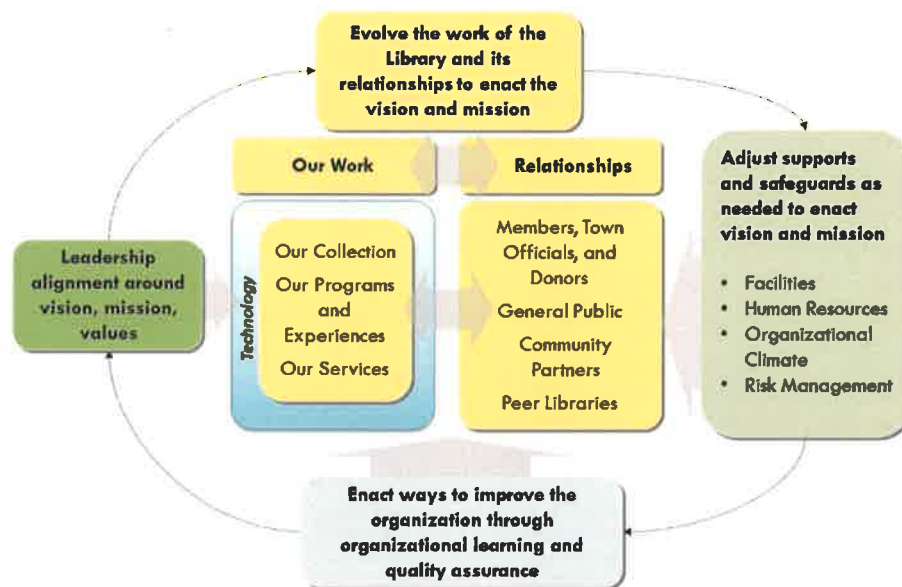 Evolve the work of the
Library and its
relationships to enact the
vision and mission
Our Work
Relationships
Adjust supports
and safeguards as
needed to enact
vision and mission
• Facilities
• Human Resources
• Organizational
Climate
• Risk Management
Leadership
alignment around
vision, mission,
values
Technology
Our Collection
Our Programs
and
Experiences
Our Services
Members, Town
Officials, and
Donors
General Public
Community
Partners
Peer Libraries
Enact ways to improve the
organization through
organizational learning and
quality assurance